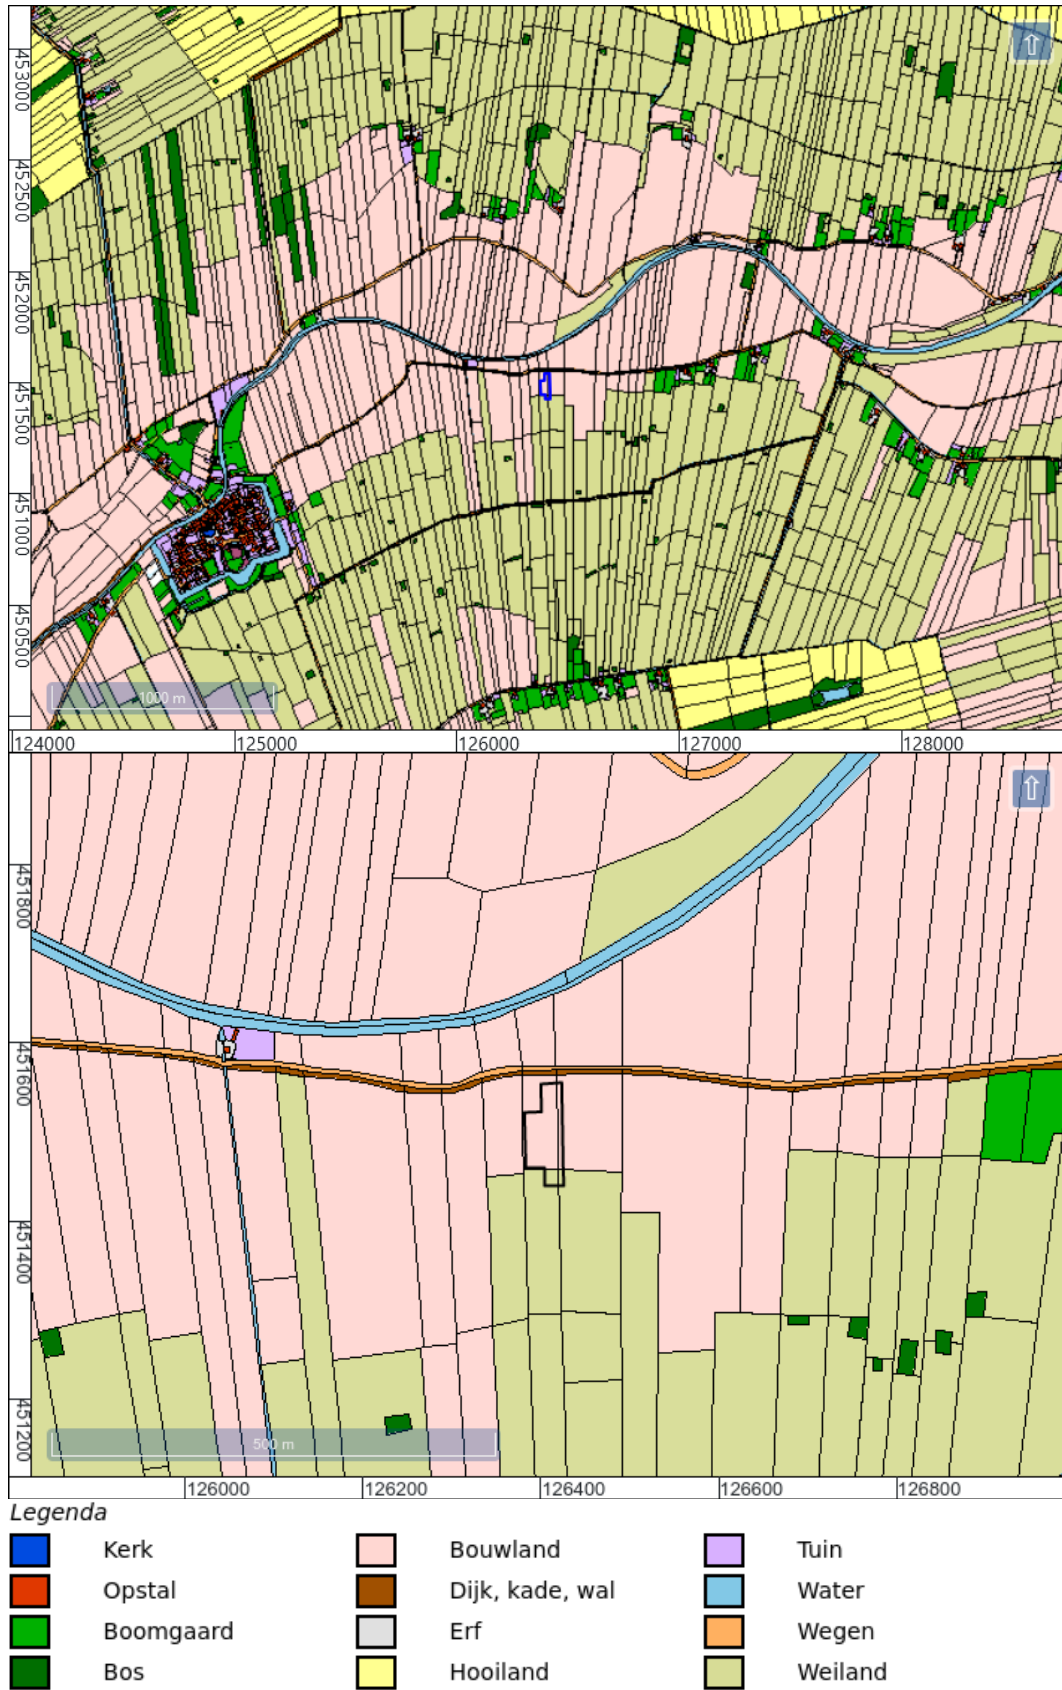 453000
452500
452000
451500
451000
450500
1000 m
124000
125000
126000
127000
128000
451800
451600
451400
451200
500 m
126000
126200
126400
126600
126800
Legenda
Kerk
Bouwland
Tuin
Opstal
Dijk, kade, wal
Water
Boomgaard
Erf
Wegen
Bos
Hooiland
Weiland